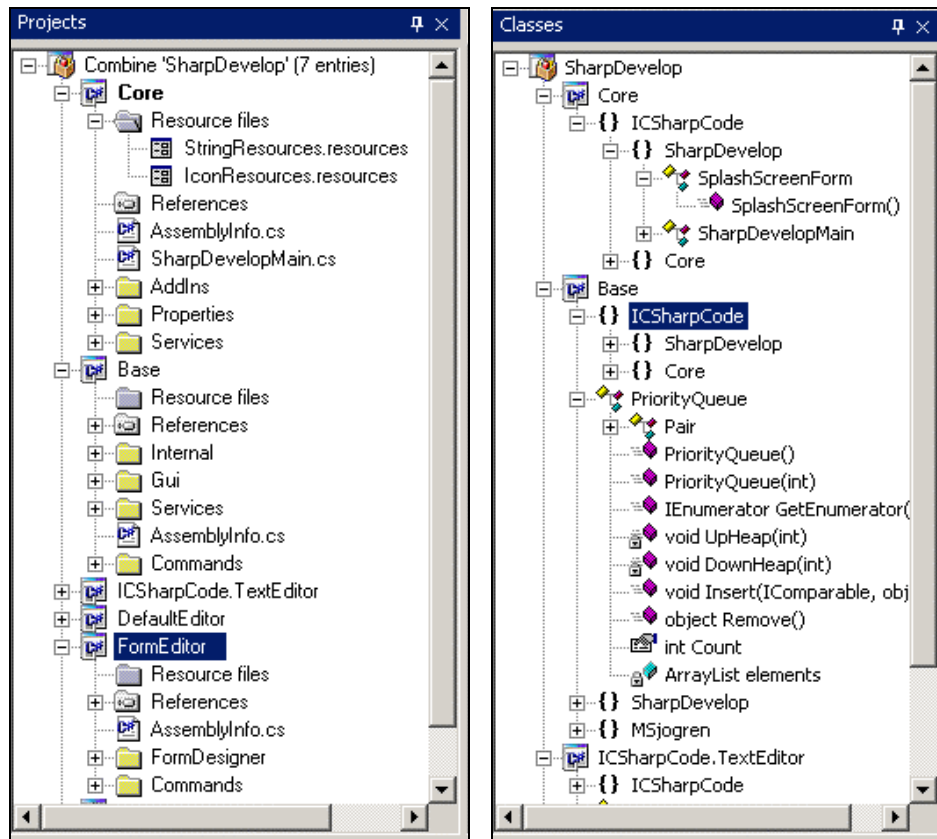 Projects
Combine 'SharpDevelop' (7 entries)
Core
Resource files
StringResources.resources
IconResources.resources
References
AssemblyInfo.cs
SharpDevelopMain.cs
AddIns
Properties
Services
Base
Resource files
References
Internal
Gui
Services
AssemblyInfo.cs
Commands
ICSharpCode.TextEditor
DefaultEditor
FormEditor
Resource files
References
AssemblyInfo.cs
FormDesigner
Commands
Classes
SharpDevelop
Core
{} ICSharpCode
{} SharpDevelop
SplashScreenForm
SplashScreenForm()
SharpDevelopMain
{} Core
Base
{} ICSharpCode
{} SharpDevelop
{} Core
PriorityQueue
Pair
PriorityQueue()
PriorityQueue(int)
IEnumerator GetEnumerator(
void UpHeap(int)
void DownHeap(int)
void Insert(IComparable, obj
object Remove()
int Count
ArrayList elements
{} SharpDevelop
{} MSjogren
ICSharpCode.TextEditor
{} ICSharpCode